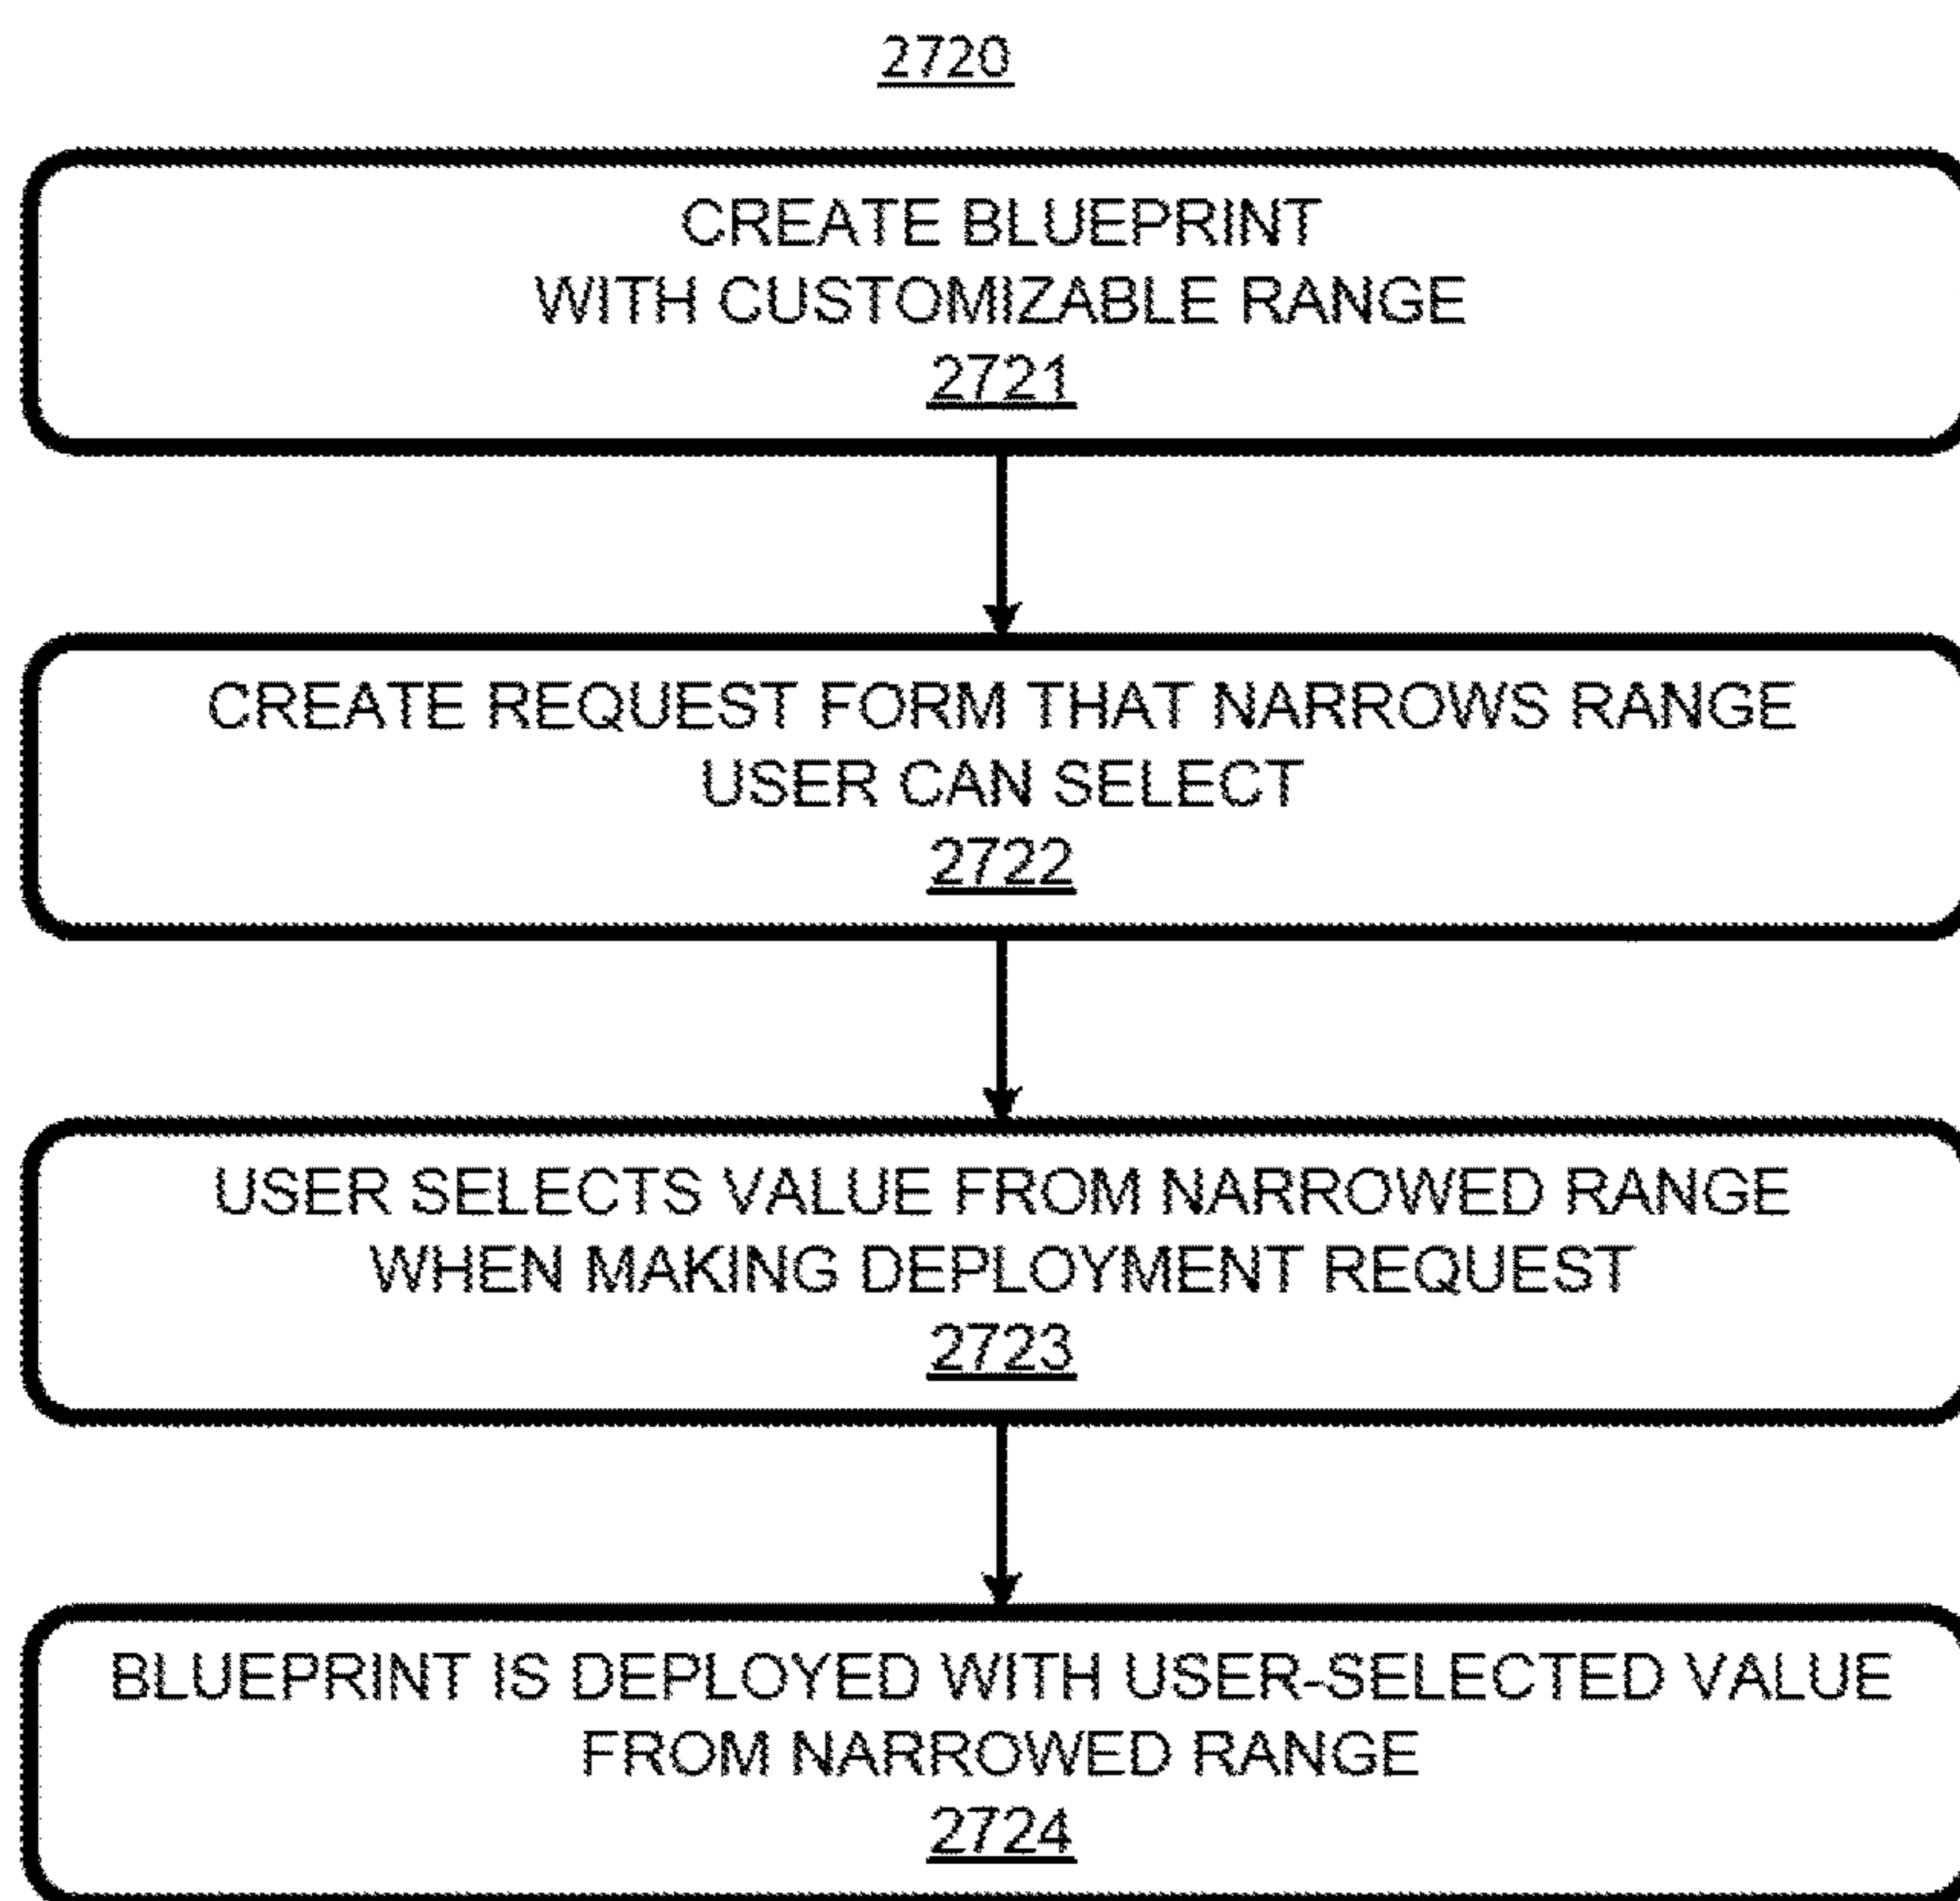 2720
CREATE BLUEPRINT
WITH CUSTOMIZABLE RANGE
2721
CREATE REQUEST FORM THAT NARROWS RANGE
USER CAN SELECT
2722
USER SELECTS VALUE FROM NARROWED RANGE
WHEN MAKING DEPLOYMENT REQUEST
2723
BLUEPRINT IS DEPLOYED WITH USER-SELECTED VALUE
FROM NARROWED RANGE
2724